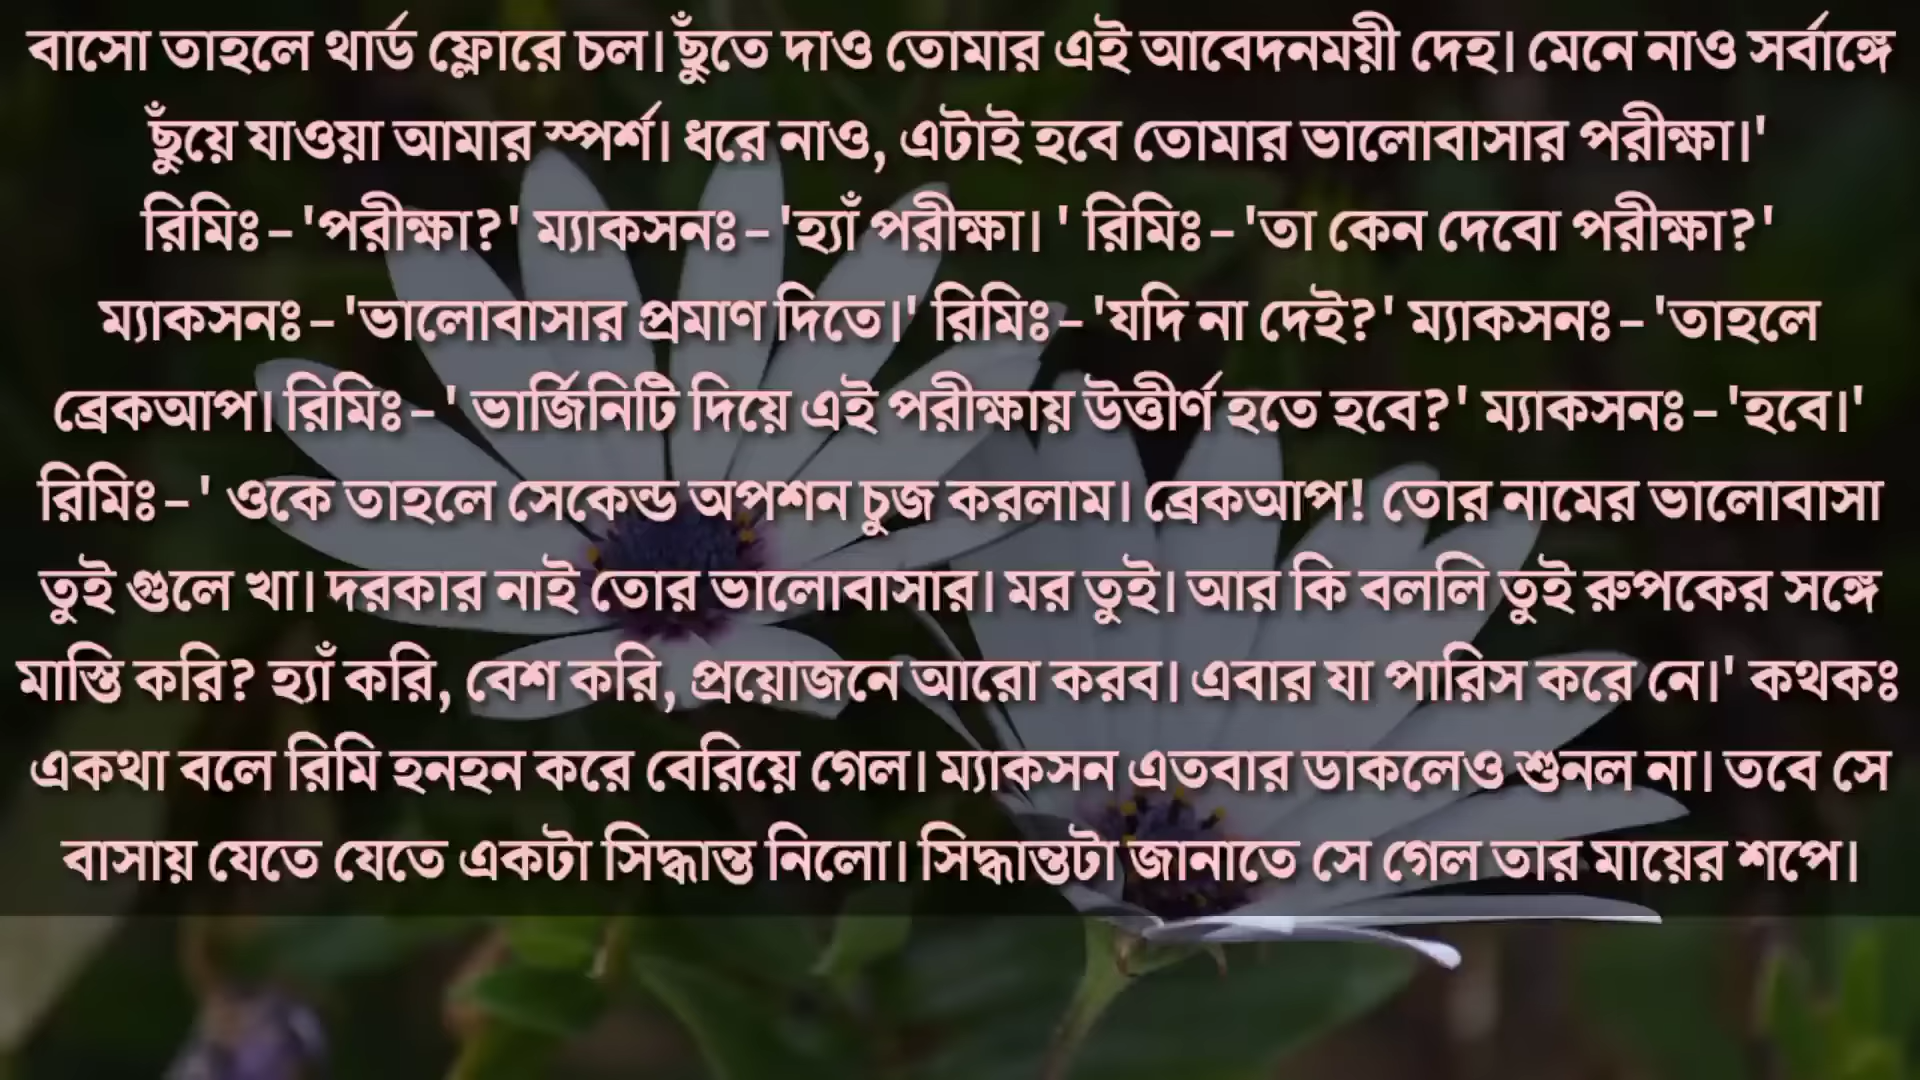 বাসো তাহলে থার্ড ফ্লোরে চল। ছুঁতে দাও তোমার এই আবেদনময়ী দেহ। মেনে নাও সর্বাঙ্গে
ছুঁয়ে যাওয়া আমার স্পর্শ। ধরে নাও, এটাই হবে তোমার ভালোবাসার পরীক্ষা।'
রিমিঃ-'পরীক্ষা?' ম্যাকসনঃ-'হ্যাঁ পরীক্ষা। ' রিমিঃ-'তা কেন দেবো পরীক্ষা?'
ম্যাকসনঃ-'ভালোবাসার প্রমাণ দিতে।' রিমিঃ-'যদি না দেই?' ম্যাকসনঃ-'তাহলে
ব্রেকআপ। রিমিঃ-' ভার্জিনিটি দিয়ে এই পরীক্ষায় উত্তীর্ণ হতে হবে?' ম্যাকসনঃ-'হবে।'
রিমিঃ-' ওকে তাহলে সেকেন্ড অপশন চুজ করলাম। ব্রেকআপ! তোর নামের ভালোবাসা
তুই গুলে খা। দরকার নাই তোর ভালোবাসার। মর তুই। আর কি বললি তুই রুপকের সঙ্গে
মাস্তি করি? হ্যাঁ করি, বেশ করি, প্রয়োজনে আরো করব। এবার যা পারিস করে নে।' কথকঃ
একথা বলে রিমি হনহন করে বেরিয়ে গেল। ম্যাকসন এতবার ডাকলেও শুনল না। তবে সে
বাসায় যেতে যেতে একটা সিদ্ধান্ত নিলো। সিদ্ধান্তটা জানাতে সে গেল তার মায়ের শপে।